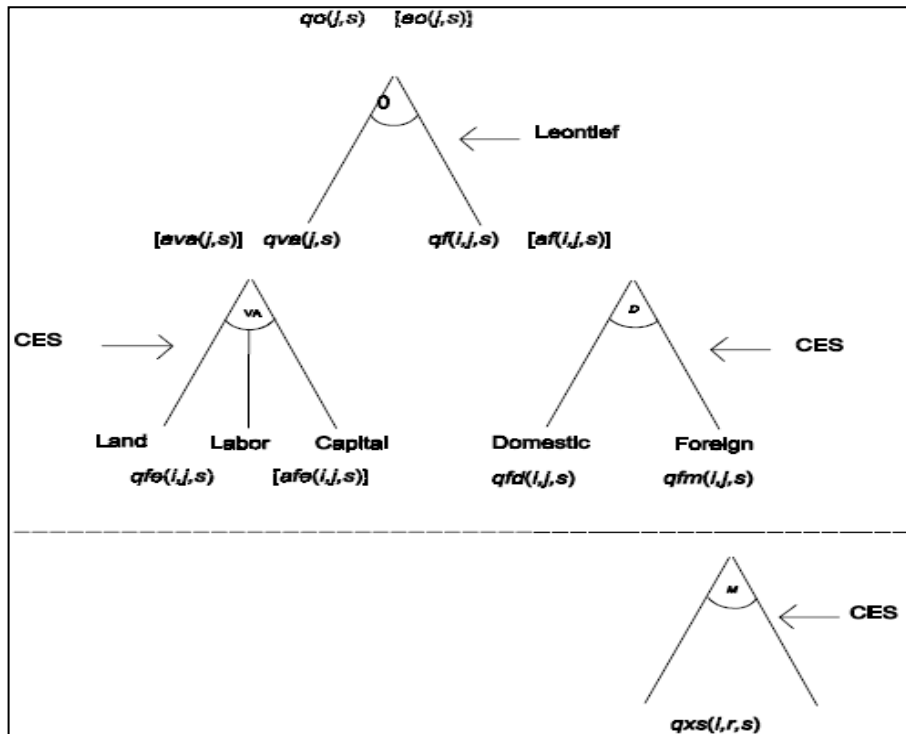 qo(j,s) [ao(j,s)]
0
Leontief
[ava(j,s)] qva(j,s) qf(i,j,s) [af(i,j,s)]
VA D
CES CES
Land Labor Capital Domestic Foreign
qfe(i,j,s) [afe(i,j,s)] qfd(i,j,s) qfm(i,j,s)
M
CES
qxs(i,r,s)